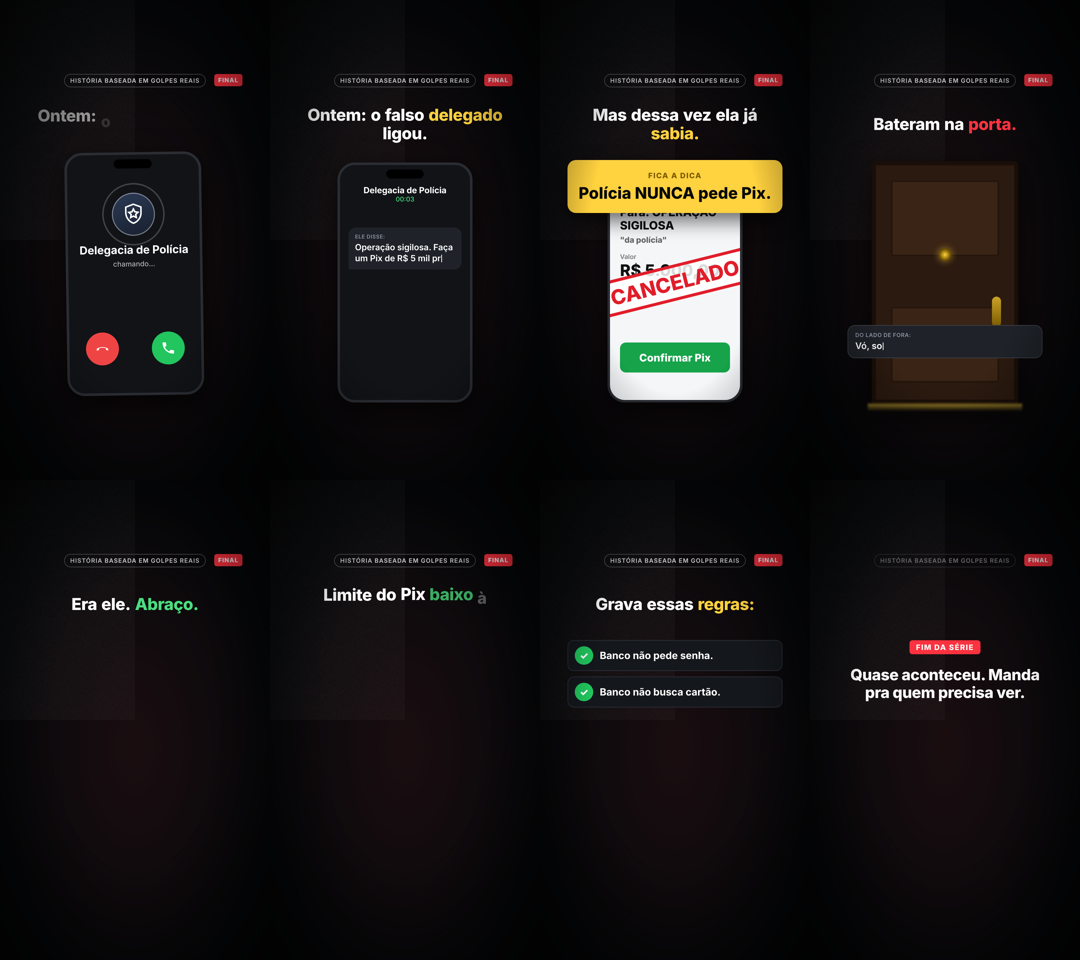 HISTÓRIA BASEADA EM GOLPES REAIS
FINAL
Ontem: o
Delegacia de Polícia
chamando...
HISTÓRIA BASEADA EM GOLPES REAIS
FINAL
Ontem: o falso delegado
ligou.
Delegacia de Polícia
00:03
ELE DISSE:
Operação sigilosa. Faça
um Pix de R$ 5 mil pr
HISTÓRIA BASEADA EM GOLPES REAIS
FINAL
Mas dessa vez ela já
sabia.
FICA A DICA
Polícia NUNCA pede Pix.
Para: OPERAÇÃO
SIGILOSA
"da polícia"
Valor
R$ 5.000,0
CANCELADO
Confirmar Pix
HISTÓRIA BASEADA EM GOLPES REAIS
FINAL
Bateram na porta.
DO LADO DE FORA:
Vó, so
HISTÓRIA BASEADA EM GOLPES REAIS
FINAL
Era ele. Abraço.
HISTÓRIA BASEADA EM GOLPES REAIS
FINAL
Limite do Pix baixo à
HISTÓRIA BASEADA EM GOLPES REAIS
FINAL
Grava essas regras:
Banco não pede senha.
Banco não busca cartão.
HISTÓRIA BASEADA EM GOLPES REAIS
FINAL
FIM DA SÉRIE
Quase aconteceu. Manda
pra quem precisa ver.